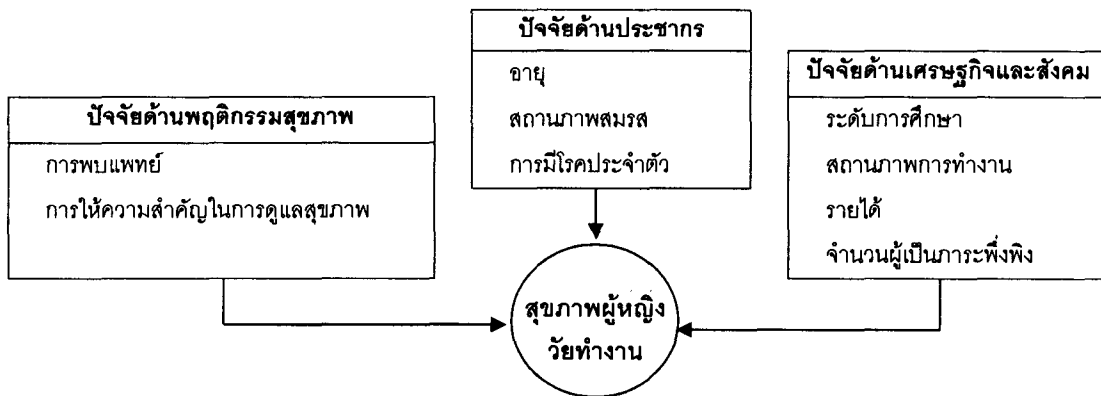 ปัจจัยด้านประชากร
อายุ
สถานภาพสมรส
การมีโรคประจำตัว
ปัจจัยด้านพฤติกรรมสุขภาพ
การพบแพทย์
การให้ความสำคัญในการดูแลสุขภาพ
ปัจจัยด้านเศรษฐกิจและสังคม
ระดับการศึกษา
สถานภาพการทำงาน
รายได้
จำนวนผู้เป็นภาระพึ่งพิง
สุขภาพผู้หญิง
วัยทำงาน